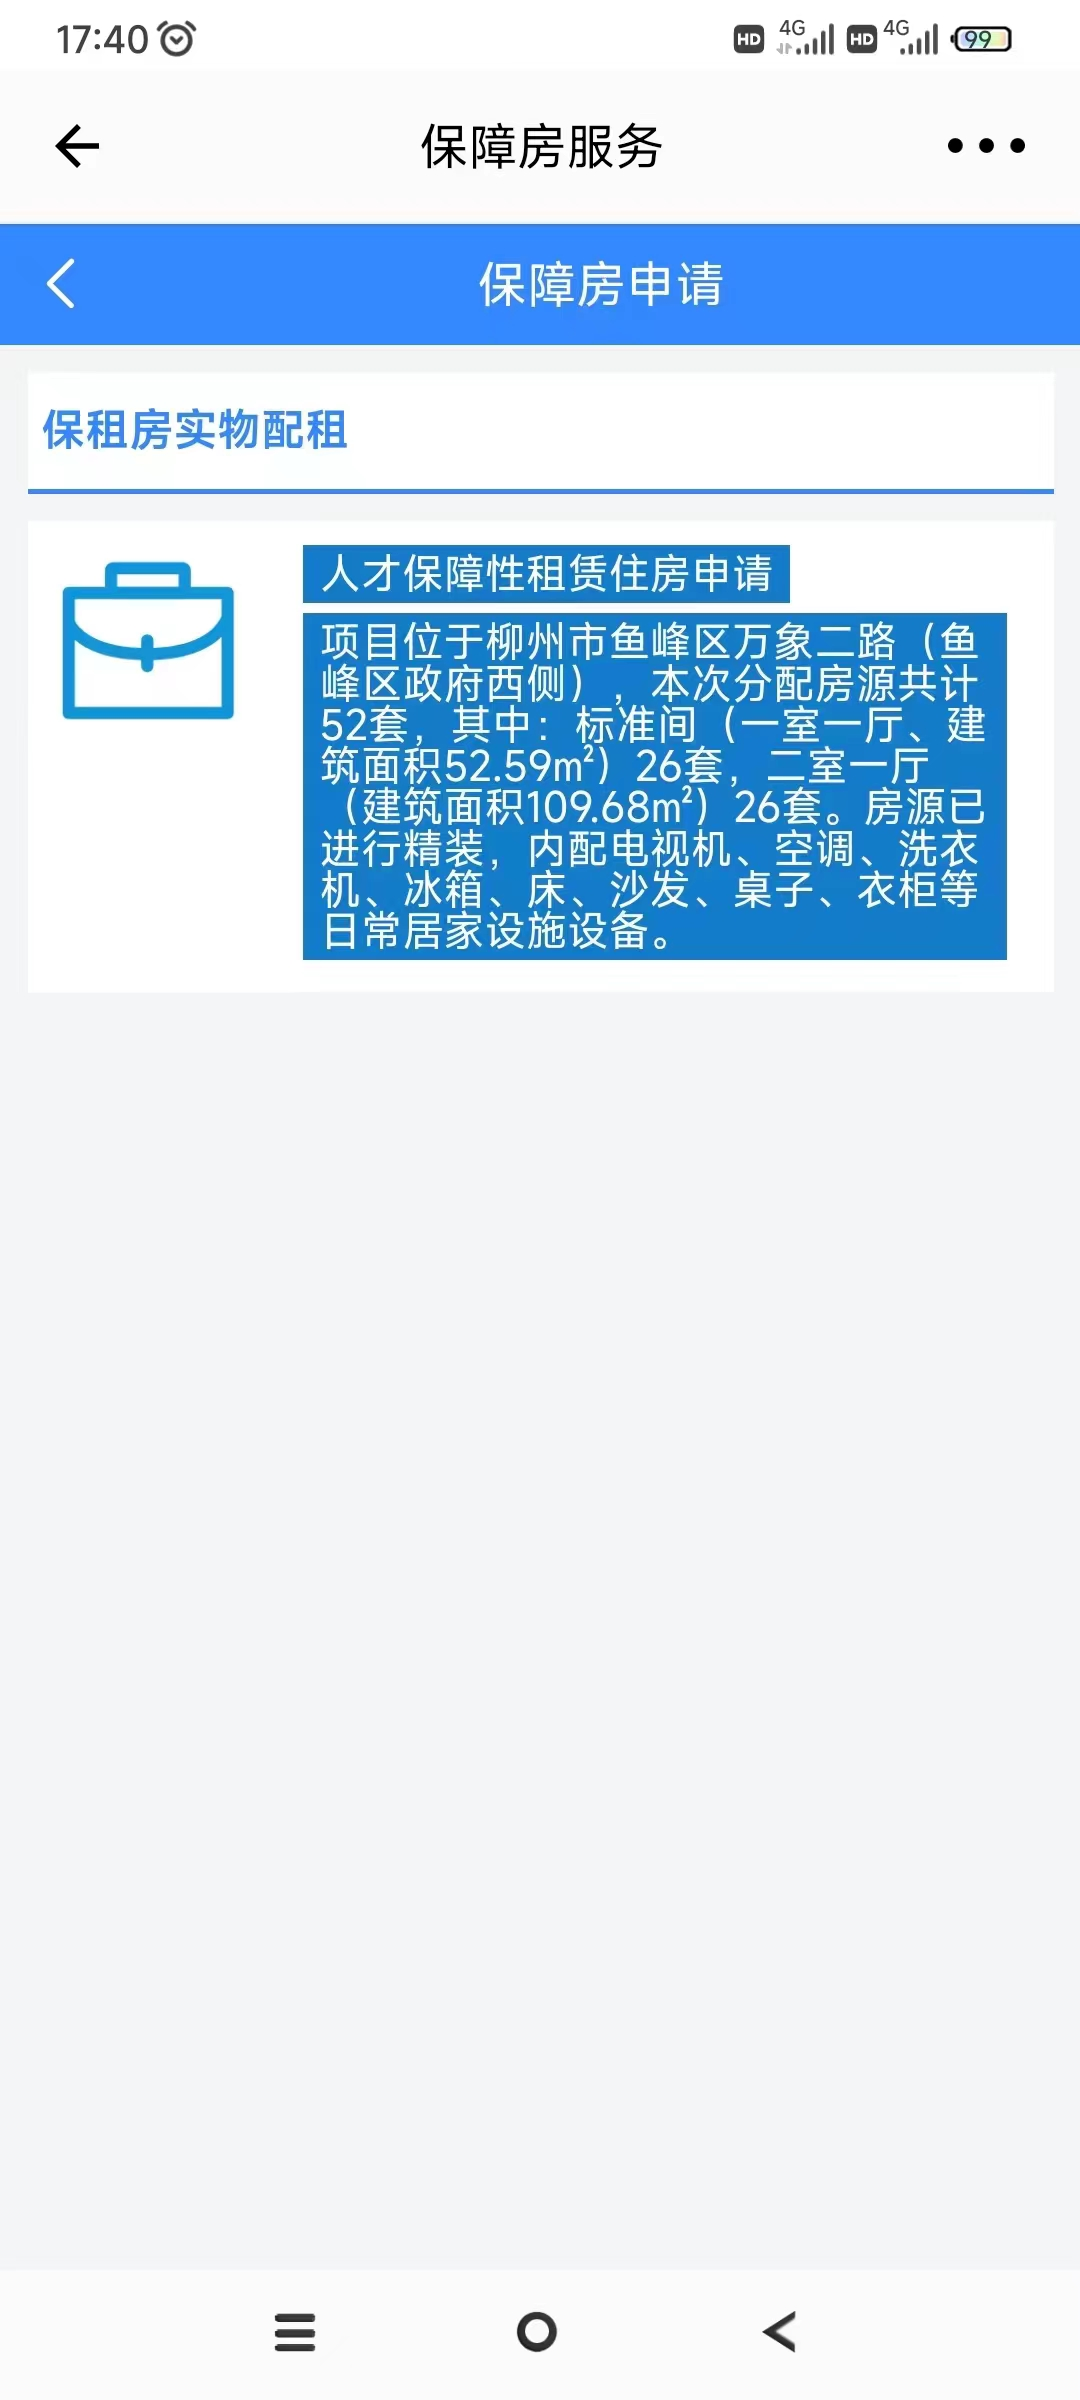 17:40
HD 4G HD 4G 99
保障房服务
保障房申请
保租房实物配租
人才保障性租赁住房申请
项目位于柳州市鱼峰区万象二路（鱼
峰区政府西侧），本次分配房源共计
52套，其中：标准间（一室一厅、建
筑面积52.59㎡）26套，二室一厅
（建筑面积109.68㎡）26套。房源已
进行精装，内配电视机、空调、洗衣
机、冰箱、床、沙发、桌子、衣柜等
日常居家设施设备。